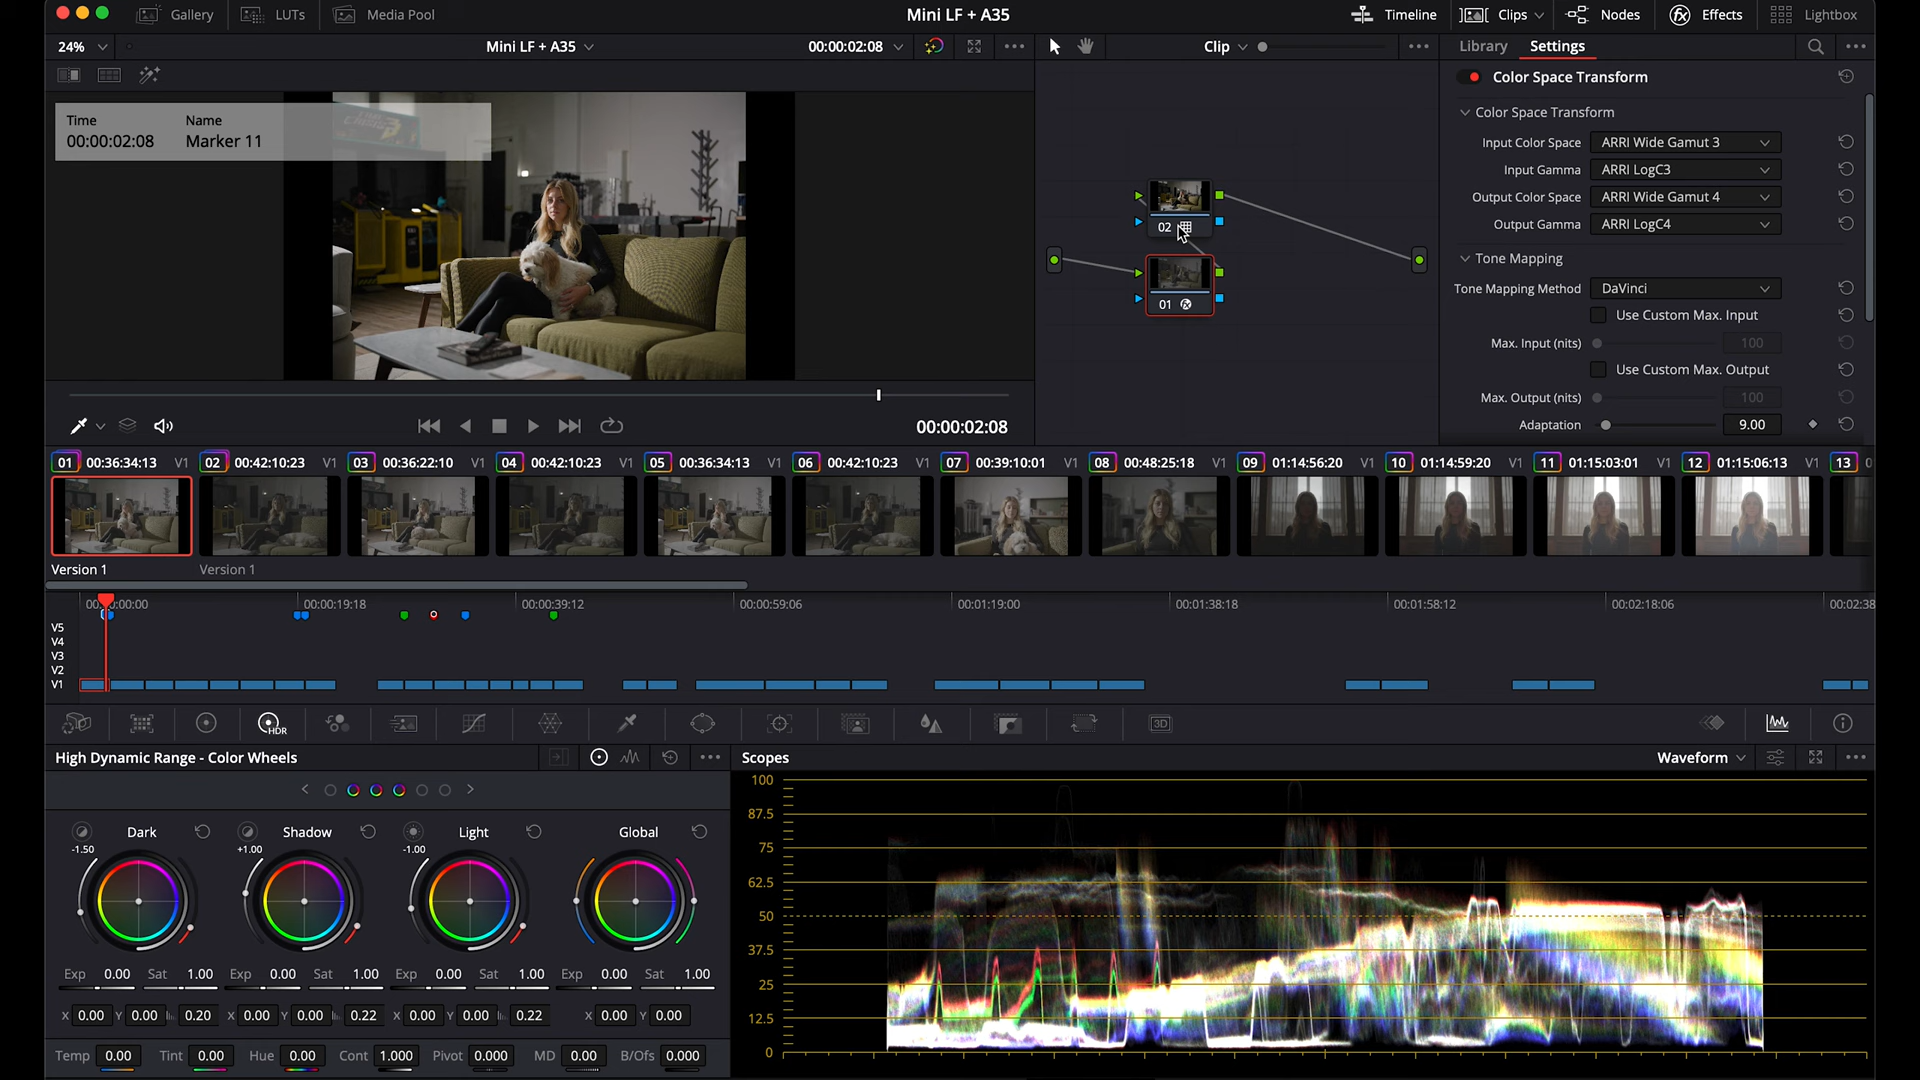 Gallery LUTs Media Pool Mini LF + A35 Timeline Clips Nodes Effects Lightbox
24% Mini LF + A35 00:00:02:08 Clip Library Settings
Color Space Transform
Time Name
00:00:02:08 Marker 11
Color Space Transform
Input Color Space ARRI Wide Gamut 3
Input Gamma ARRI LogC3
Output Color Space ARRI Wide Gamut 4
Output Gamma ARRI LogC4
Tone Mapping
Tone Mapping Method DaVinci
Use Custom Max. Input
Max. Input (nits) 100
Use Custom Max. Output
Max. Output (nits) 100
Adaptation 9.00
02
01
00:00:02:08
01 00:36:34:13 V1 02 00:42:10:23 V1 03 00:36:22:10 V1 04 00:42:10:23 V1 05 00:36:34:13 V1 06 00:42:10:23 V1 07 00:39:10:01 V1 08 00:48:25:18 V1 09 01:14:56:20 V1 10 01:14:59:20 V1 11 01:15:03:01 V1 12 01:15:06:13 V1 13
Version 1 Version 1
00:00:19:18 00:00:39:12 00:00:59:06 00:01:19:00 00:01:38:18 00:01:58:12 00:02:18:06 00:02:38
V5
V4
V3
V2
V1
HDR
3D
High Dynamic Range - Color Wheels Scopes Waveform
Dark Shadow Light Global
-1.50 +1.00 -1.00
Exp 0.00 Sat 1.00 Exp 0.00 Sat 1.00 Exp 0.00 Sat 1.00 Exp 0.00 Sat 1.00
X 0.00 Y 0.00 0.20 X 0.00 Y 0.00 0.22 X 0.00 Y 0.00 0.22 X 0.00 Y 0.00
Temp 0.00 Tint 0.00 Hue 0.00 Cont 1.000 Pivot 0.000 MD 0.00 B/Ofs 0.000
100
87.5
75
62.5
50
37.5
25
12.5
0